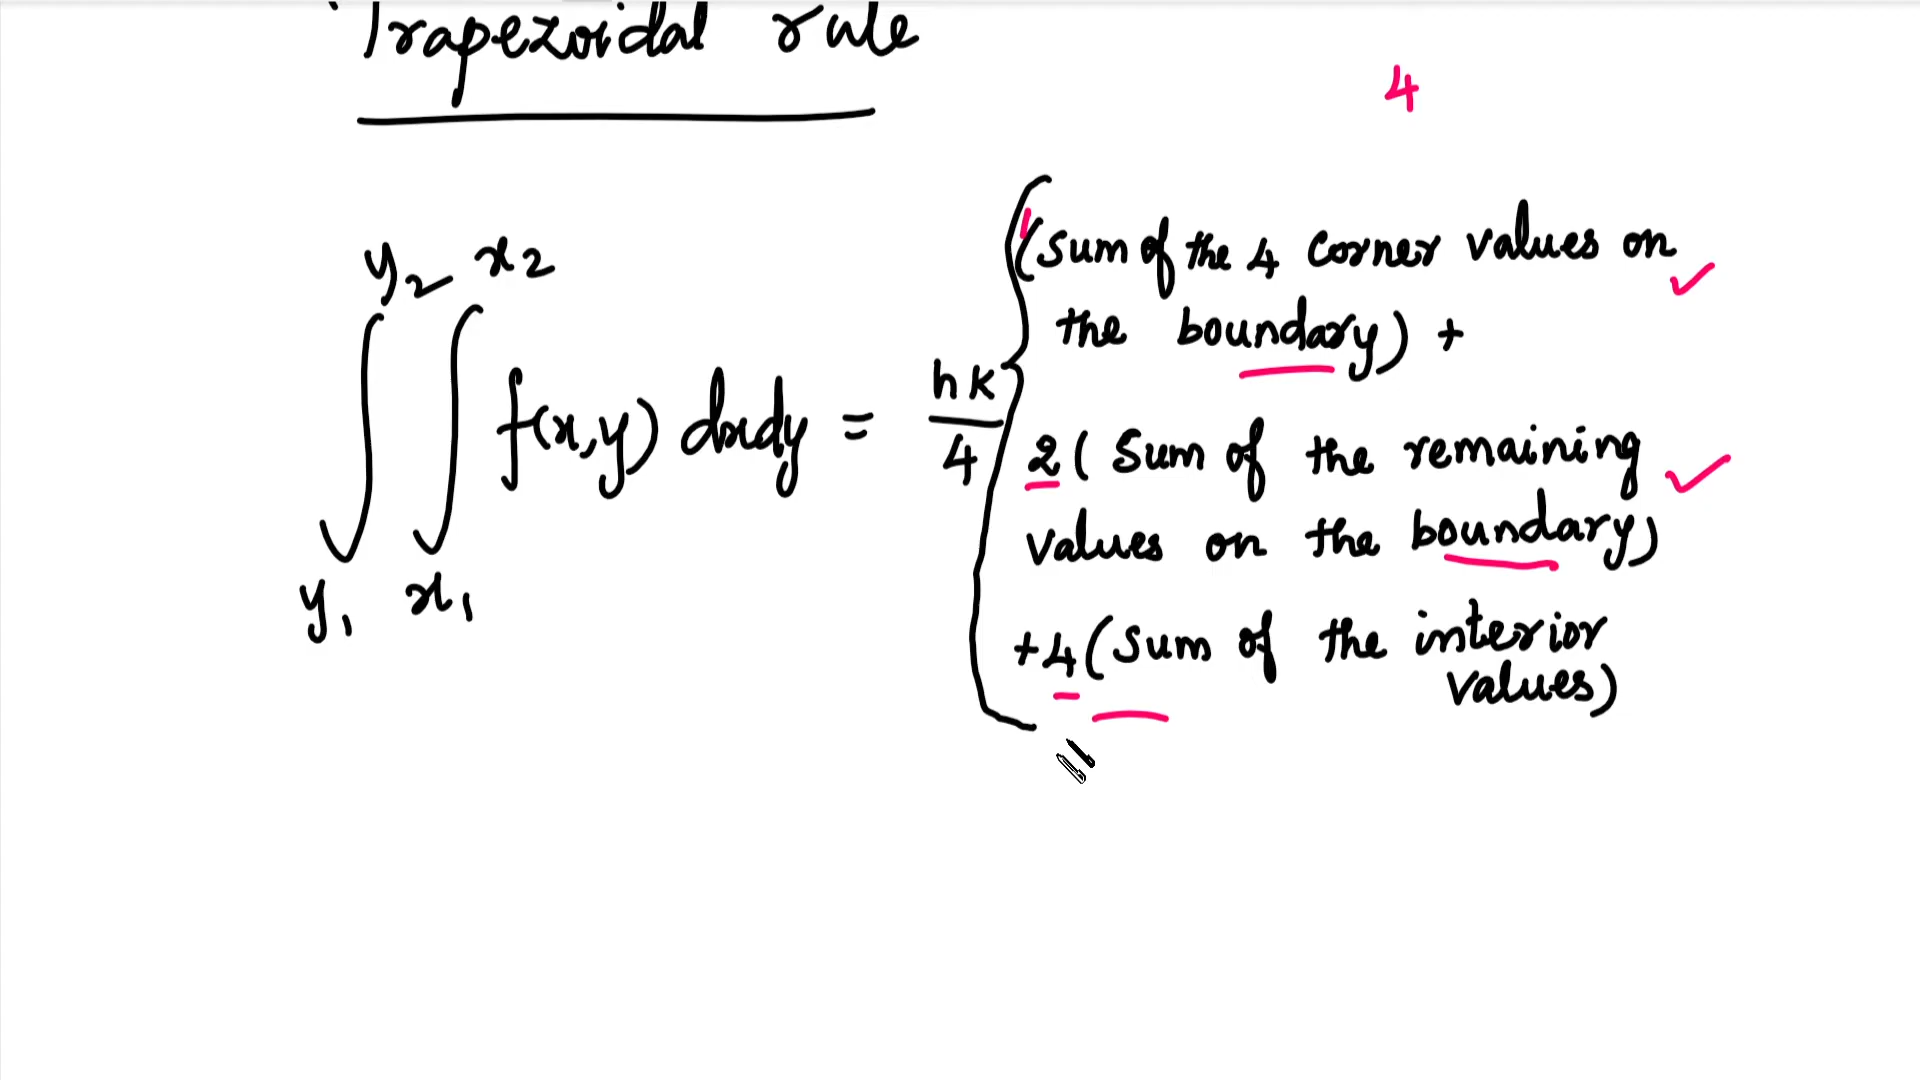 Trapezoidal rule
4
y₂ x₂
∫ ∫ f(x,y) dxdy = hk/4 {
y₁ x₁
(sum of the 4 corner values on
the boundary) +
2 ( sum of the remaining
values on the boundary)
+4 (sum of the interior
values)